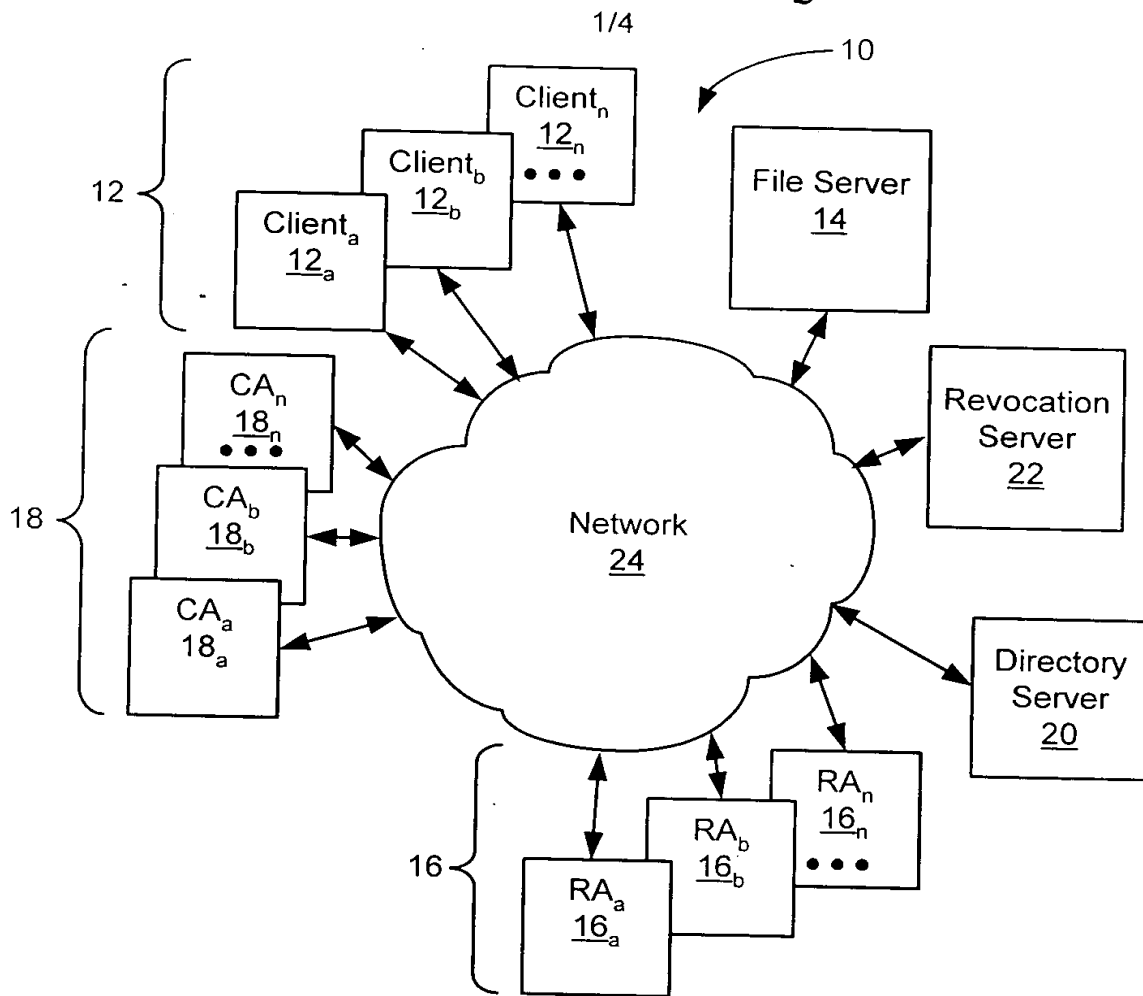 1/4
10
Client_n
12_n
•••
Client_b
12_b
Client_a
12_a
12
File Server
14
CA_n
18_n
•••
CA_b
18_b
CA_a
18_a
18
Revocation
Server
22
Network
24
Directory
Server
20
RA_n
16_n
•••
RA_b
16_b
RA_a
16_a
16